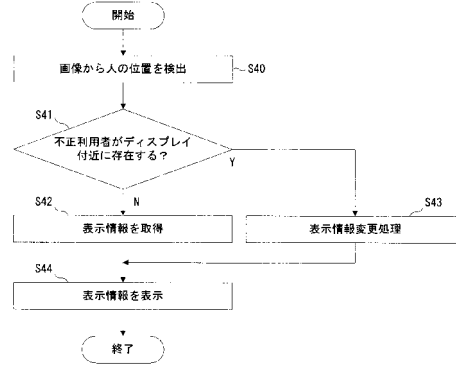 開始
画像から人の位置を検出
S40
S41
不正利用者がディスプレイ
付近に存在する？
Y
N
S42
表示情報を取得
S43
表示情報変更処理
S44
表示情報を表示
終了